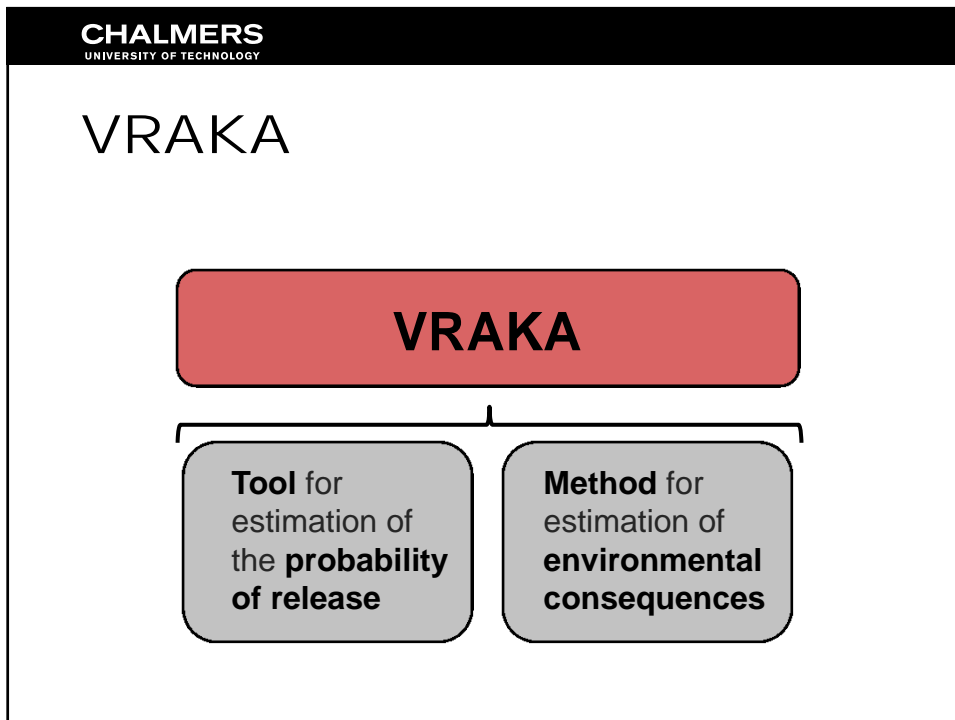 CHALMERS
UNIVERSITY OF TECHNOLOGY
VRAKA
VRAKA
Tool for
estimation of
the probability
of release
Method for
estimation of
environmental
consequences